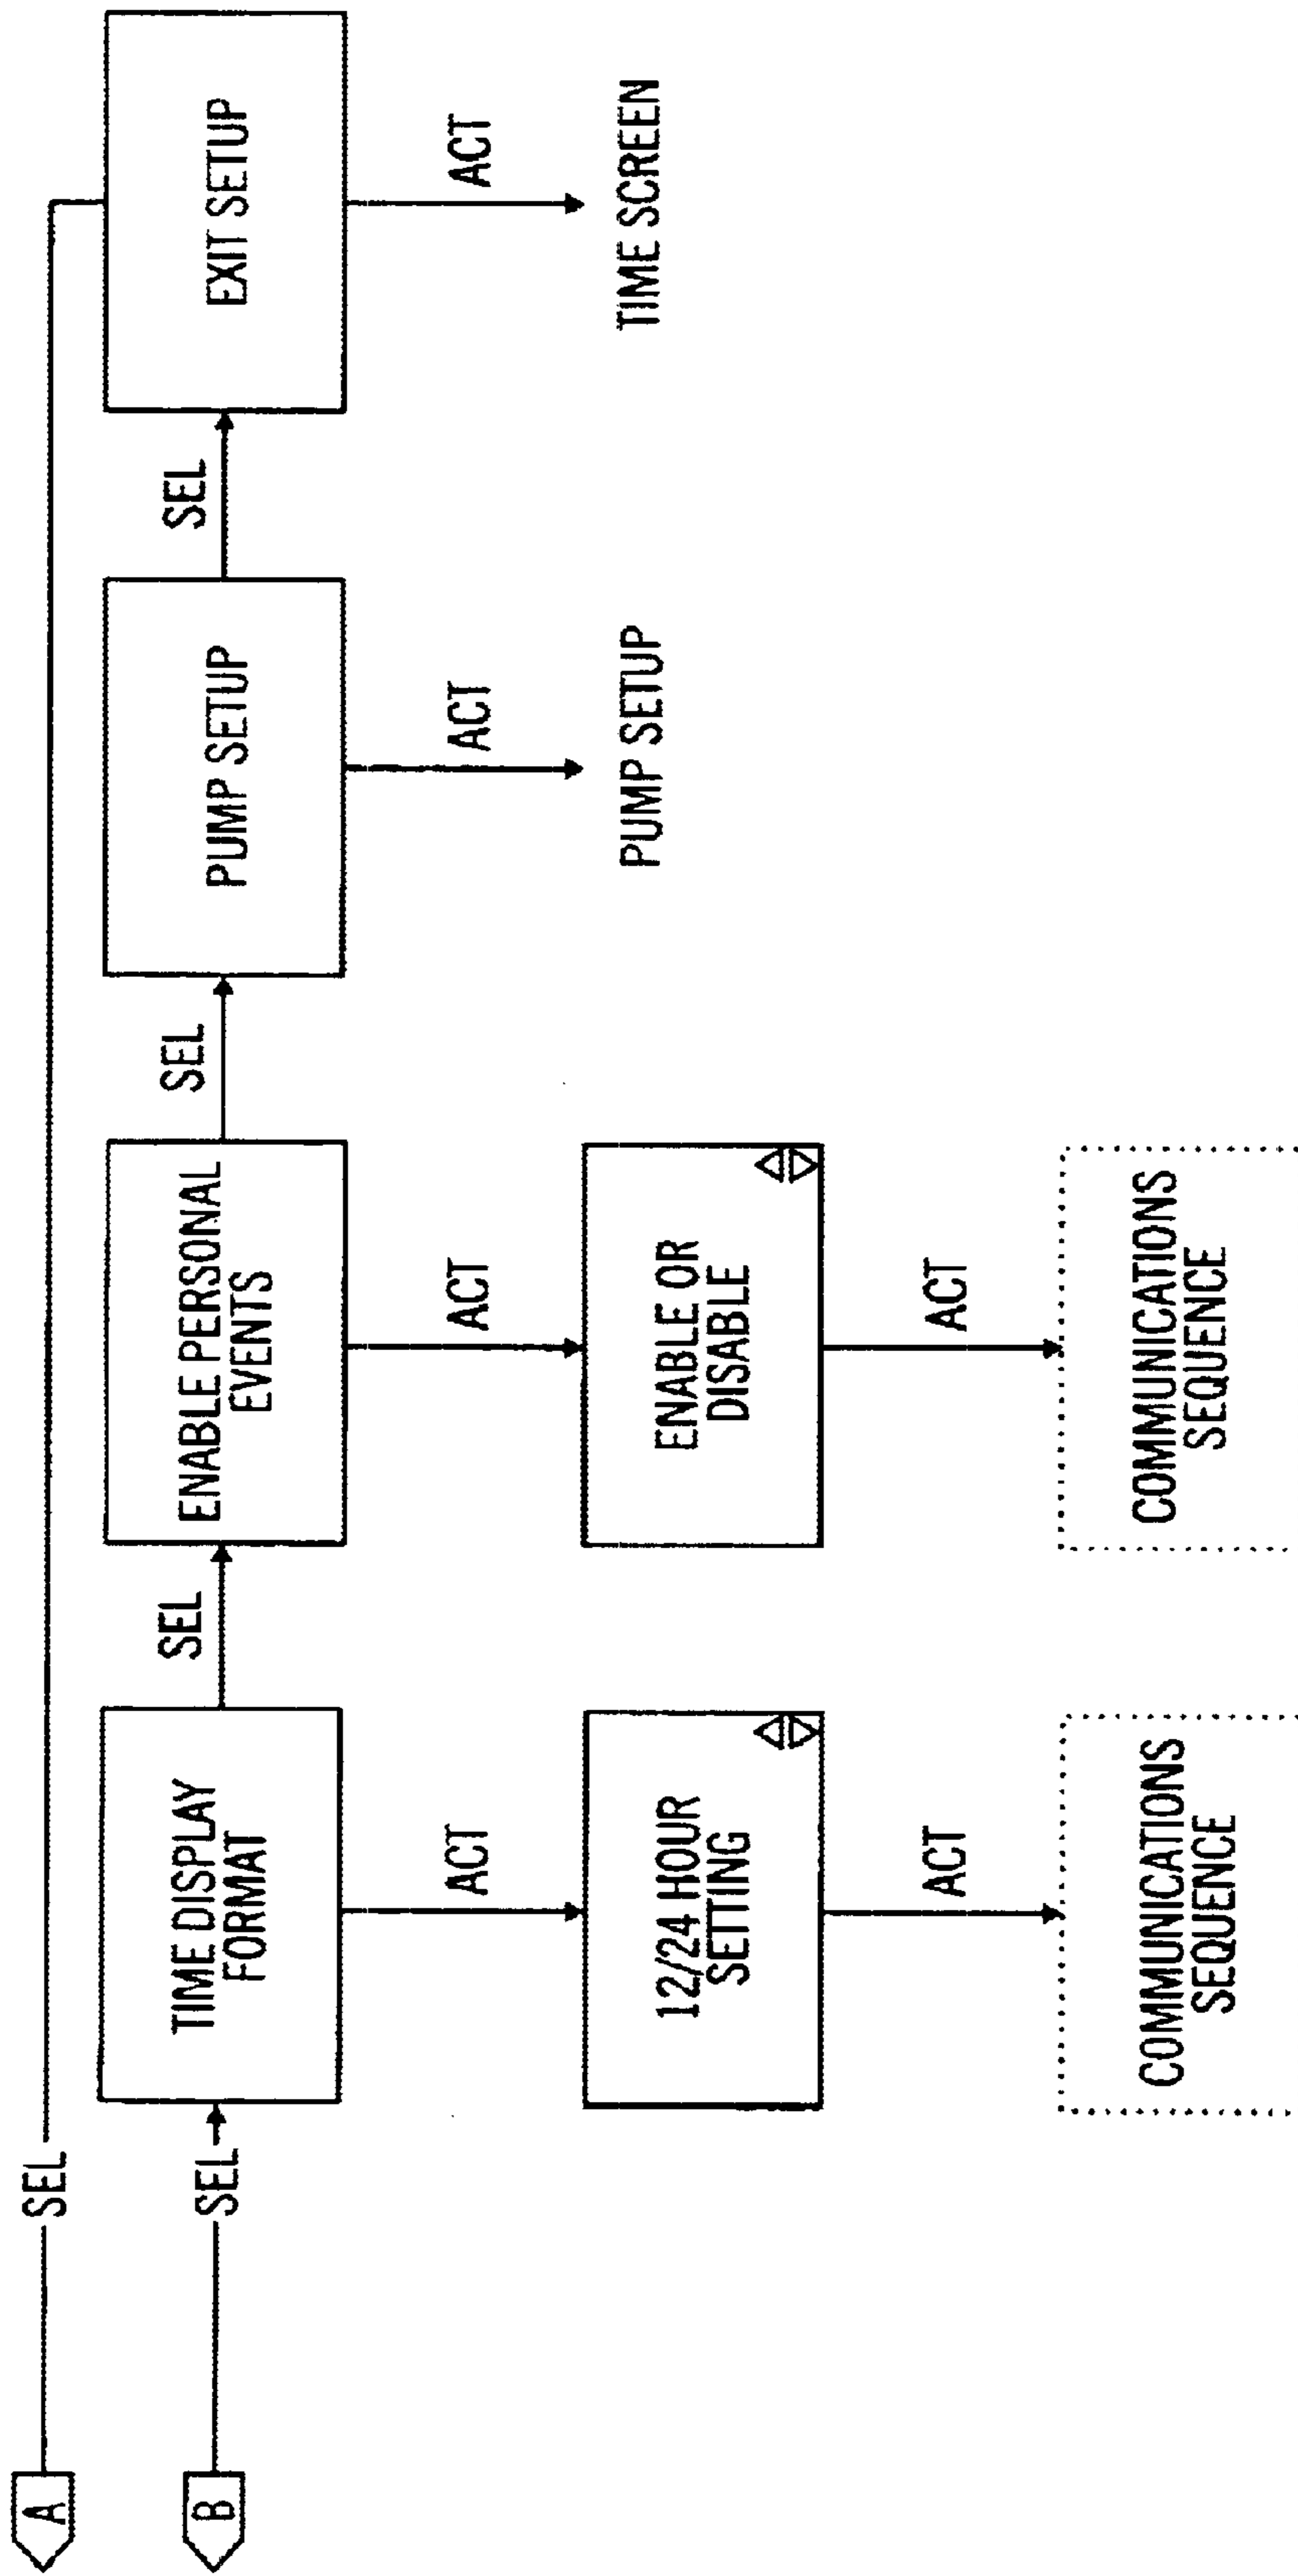 A
SEL
B
SEL
TIME DISPLAY
FORMAT
SEL
ENABLE PERSONAL
EVENTS
SEL
PUMP SETUP
SEL
EXIT SETUP
ACT
ACT
ACT
ACT
12/24 HOUR
SETTING
ENABLE OR
DISABLE
PUMP SETUP
TIME SCREEN
ACT
ACT
COMMUNICATIONS
SEQUENCE
COMMUNICATIONS
SEQUENCE